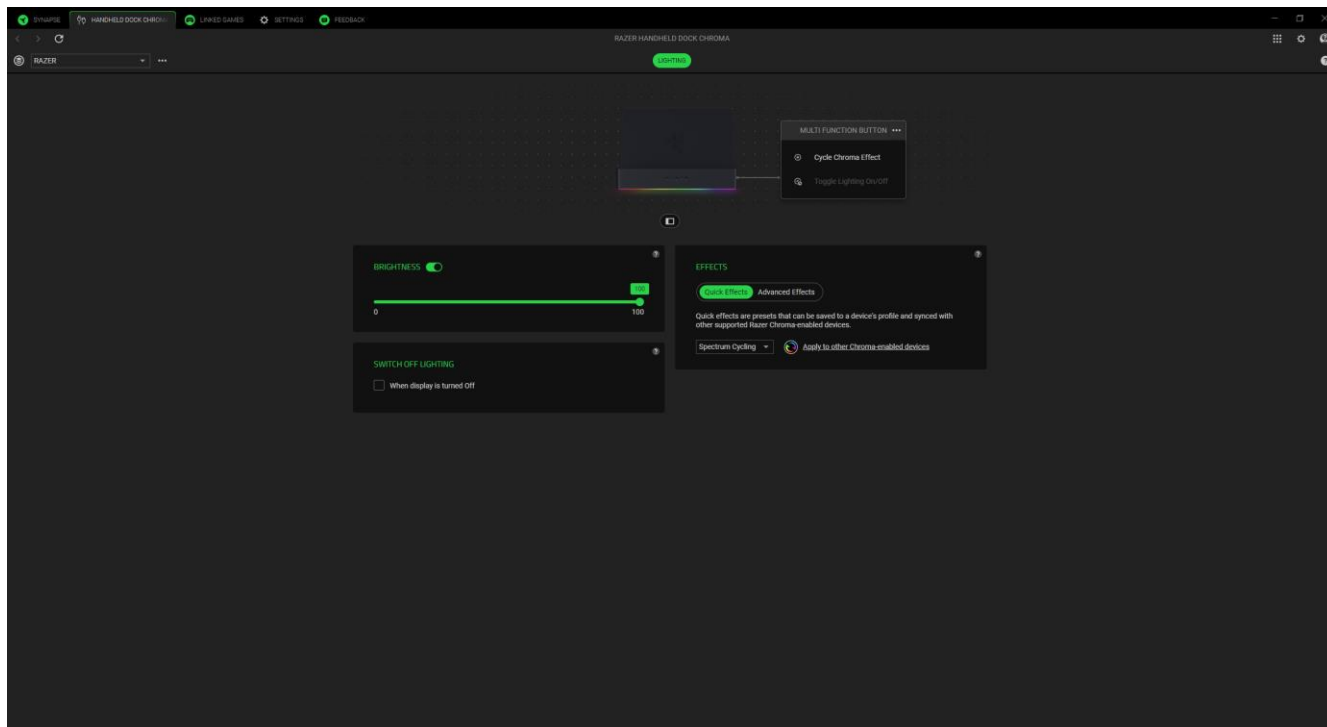 SYNAPSE
HANDHELD DOCK CHROM
LINKED GAMES
SETTINGS
FEEDBACK
RAZER HANDHELD DOCK CHROMA
RAZER
LIGHTING
MULTI FUNCTION BUTTON
Cycle Chroma Effect
Toggle Lighting On/Off
BRIGHTNESS
100
0
100
SWITCH OFF LIGHTING
When display is turned Off
EFFECTS
Quick Effects
Advanced Effects
Quick effects are presets that can be saved to a device's profile and synced with
other supported Razer Chroma-enabled devices.
Spectrum Cycling
Apply to other Chroma-enabled devices